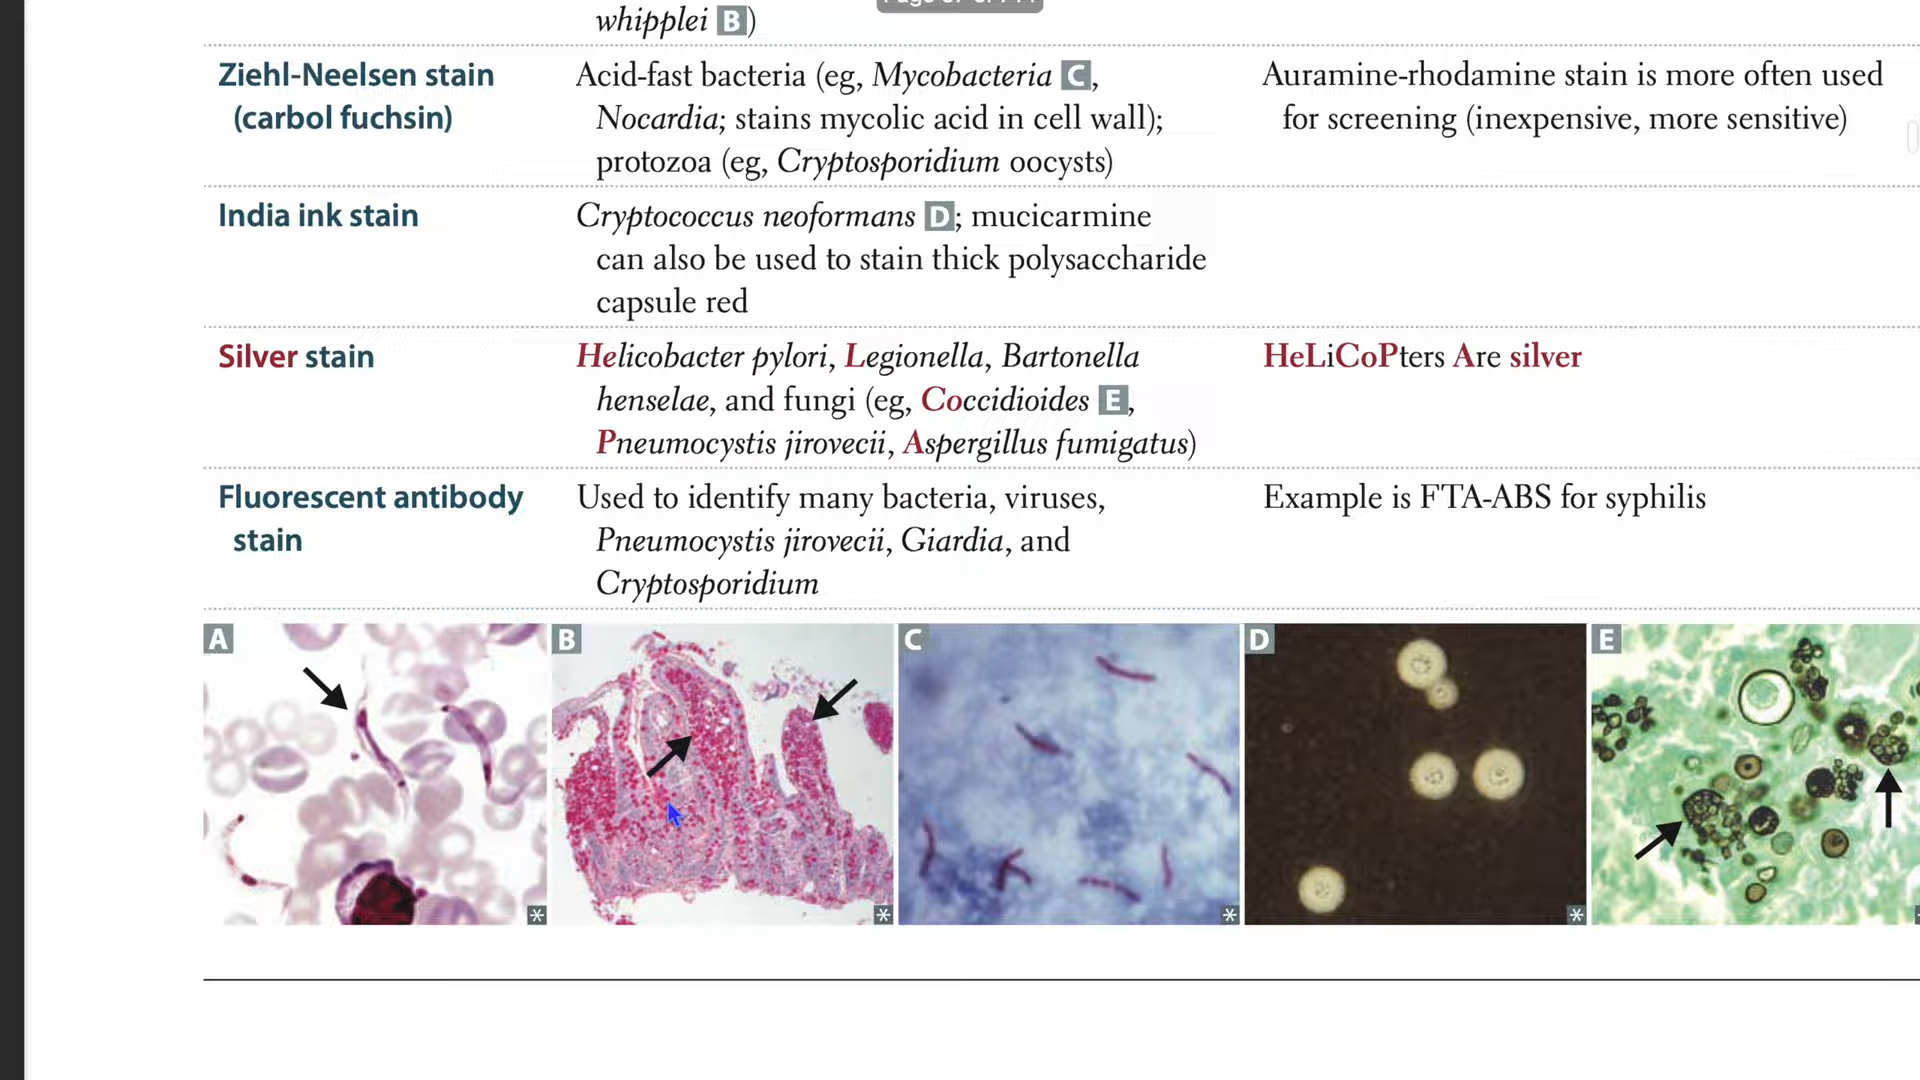 whipplei B)
Ziehl-Neelsen stain
(carbol fuchsin)
Acid-fast bacteria (eg, Mycobacteria C,
Nocardia; stains mycolic acid in cell wall);
protozoa (eg, Cryptosporidium oocysts)
Auramine-rhodamine stain is more often used
for screening (inexpensive, more sensitive)
India ink stain
Cryptococcus neoformans D; mucicarmine
can also be used to stain thick polysaccharide
capsule red
Silver stain
Helicobacter pylori, Legionella, Bartonella
henselae, and fungi (eg, Coccidioides E,
Pneumocystis jirovecii, Aspergillus fumigatus)
HeLiCoPters Are silver
Fluorescent antibody
stain
Used to identify many bacteria, viruses,
Pneumocystis jirovecii, Giardia, and
Cryptosporidium
Example is FTA-ABS for syphilis
A
B
C
D
E